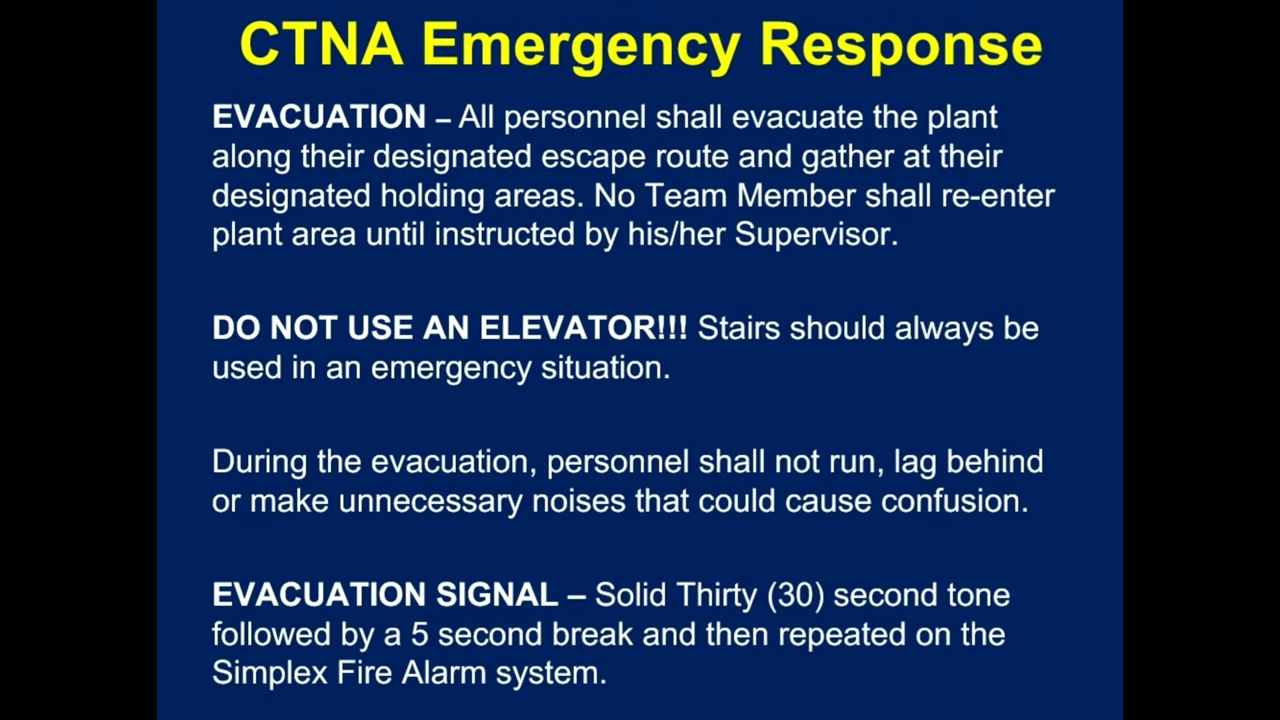 CTNA Emergency Response
EVACUATION – All personnel shall evacuate the plant
along their designated escape route and gather at their
designated holding areas. No Team Member shall re-enter
plant area until instructed by his/her Supervisor.
DO NOT USE AN ELEVATOR!!! Stairs should always be
used in an emergency situation.
During the evacuation, personnel shall not run, lag behind
or make unnecessary noises that could cause confusion.
EVACUATION SIGNAL – Solid Thirty (30) second tone
followed by a 5 second break and then repeated on the
Simplex Fire Alarm system.